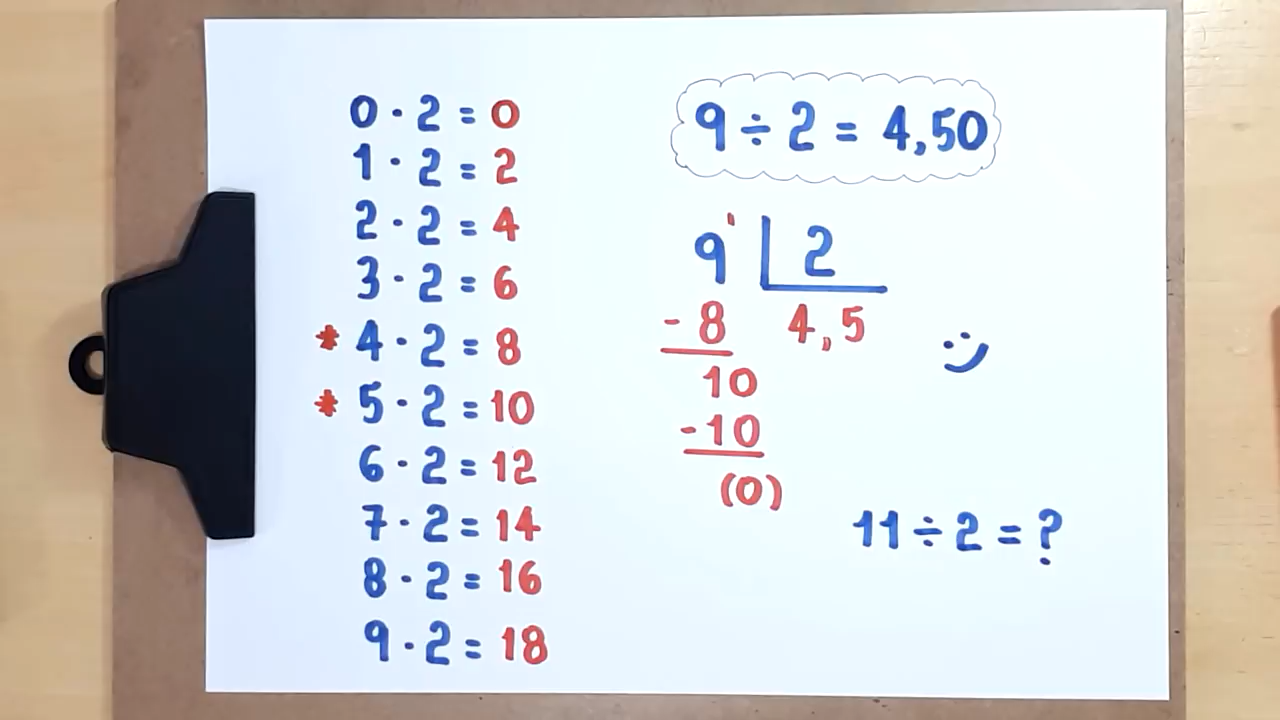 0 · 2 = 0
1 · 2 = 2
2 · 2 = 4
3 · 2 = 6
* 4 · 2 = 8
* 5 · 2 = 10
6 · 2 = 12
7 · 2 = 14
8 · 2 = 16
9 · 2 = 18
9 ÷ 2 = 4,50
9' 2
- 8 4,5
10
- 10
(0)
11 ÷ 2 = ?